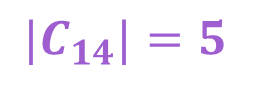 |C₁₄| = 5